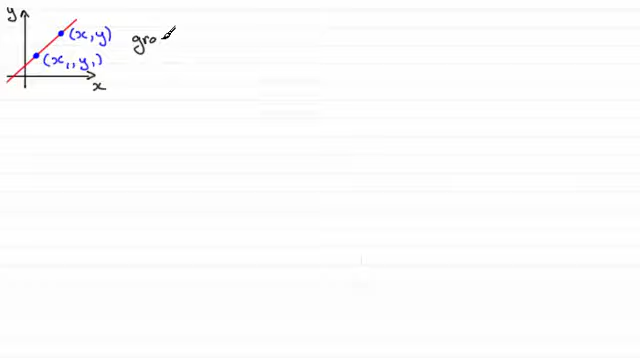 y
(x, y)
gra
(x₁, y₁)
x